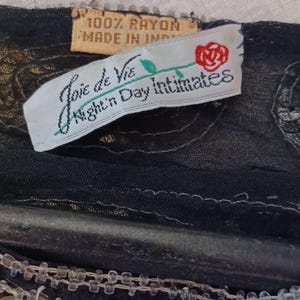 100% RAYON
MADE IN INDIA
Joie de Vie
Night'n Day Intimates